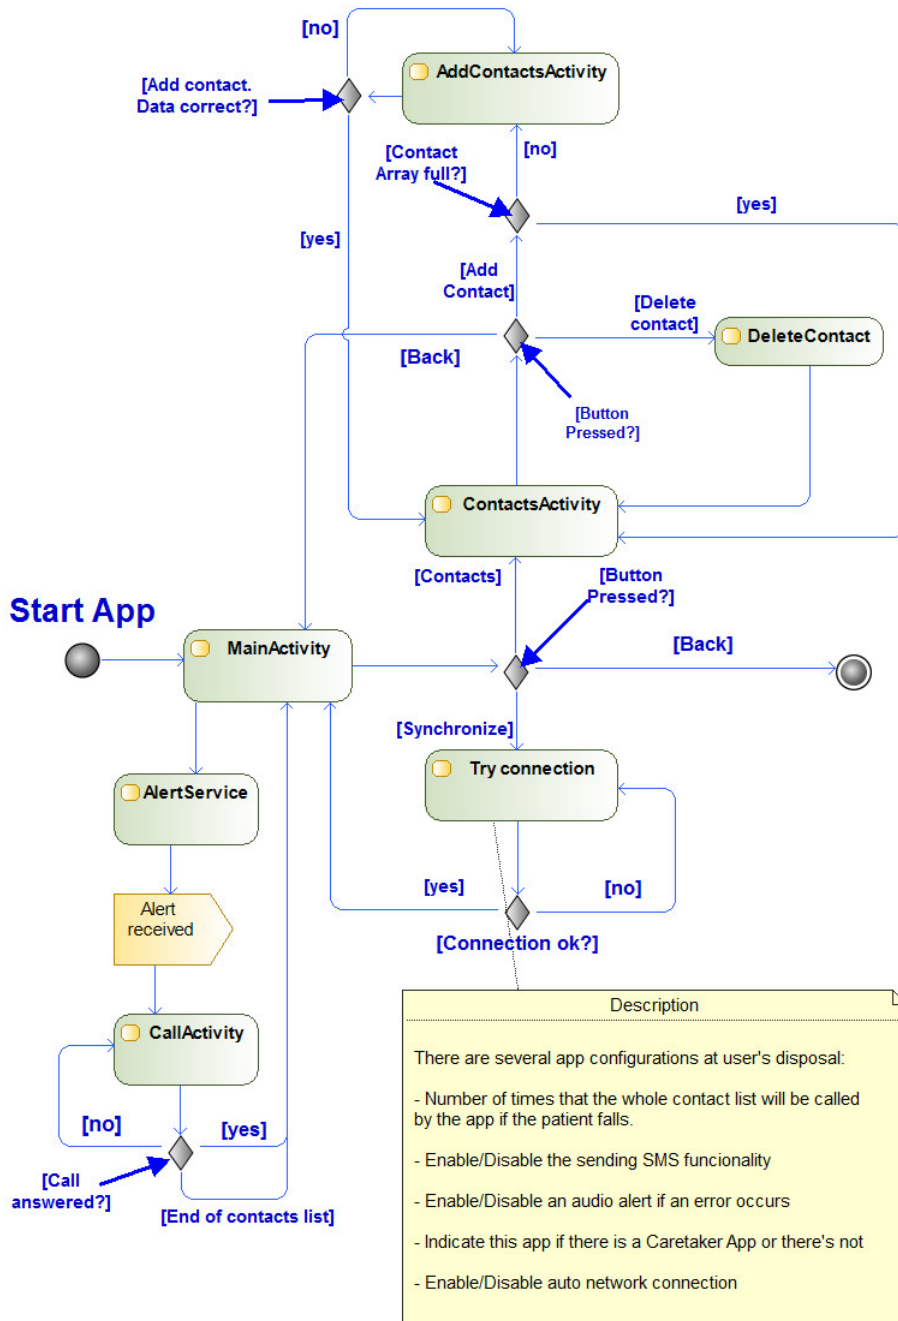 [no]
AddContactsActivity
[Add contact.
Data correct?]
[no]
[Contact
Array full?]
[yes]
[yes]
[Add
Contact]
[Delete
contact]
DeleteContact
[Back]
[Button
Pressed?]
ContactsActivity
[Contacts]
[Button
Pressed?]
Start App
MainActivity
[Back]
[Synchronize]
Try connection
AlertService
[yes]
[no]
Alert
received
[Connection ok?]
Description
CallActivity
There are several app configurations at user's disposal:
- Number of times that the whole contact list will be called
by the app if the patient falls.
[no]
[yes]
- Enable/Disable the sending SMS funcionality
[Call
answered?]
- Enable/Disable an audio alert if an error occurs
[End of contacts list]
- Indicate this app if there is a Caretaker App or there's not
- Enable/Disable auto network connection